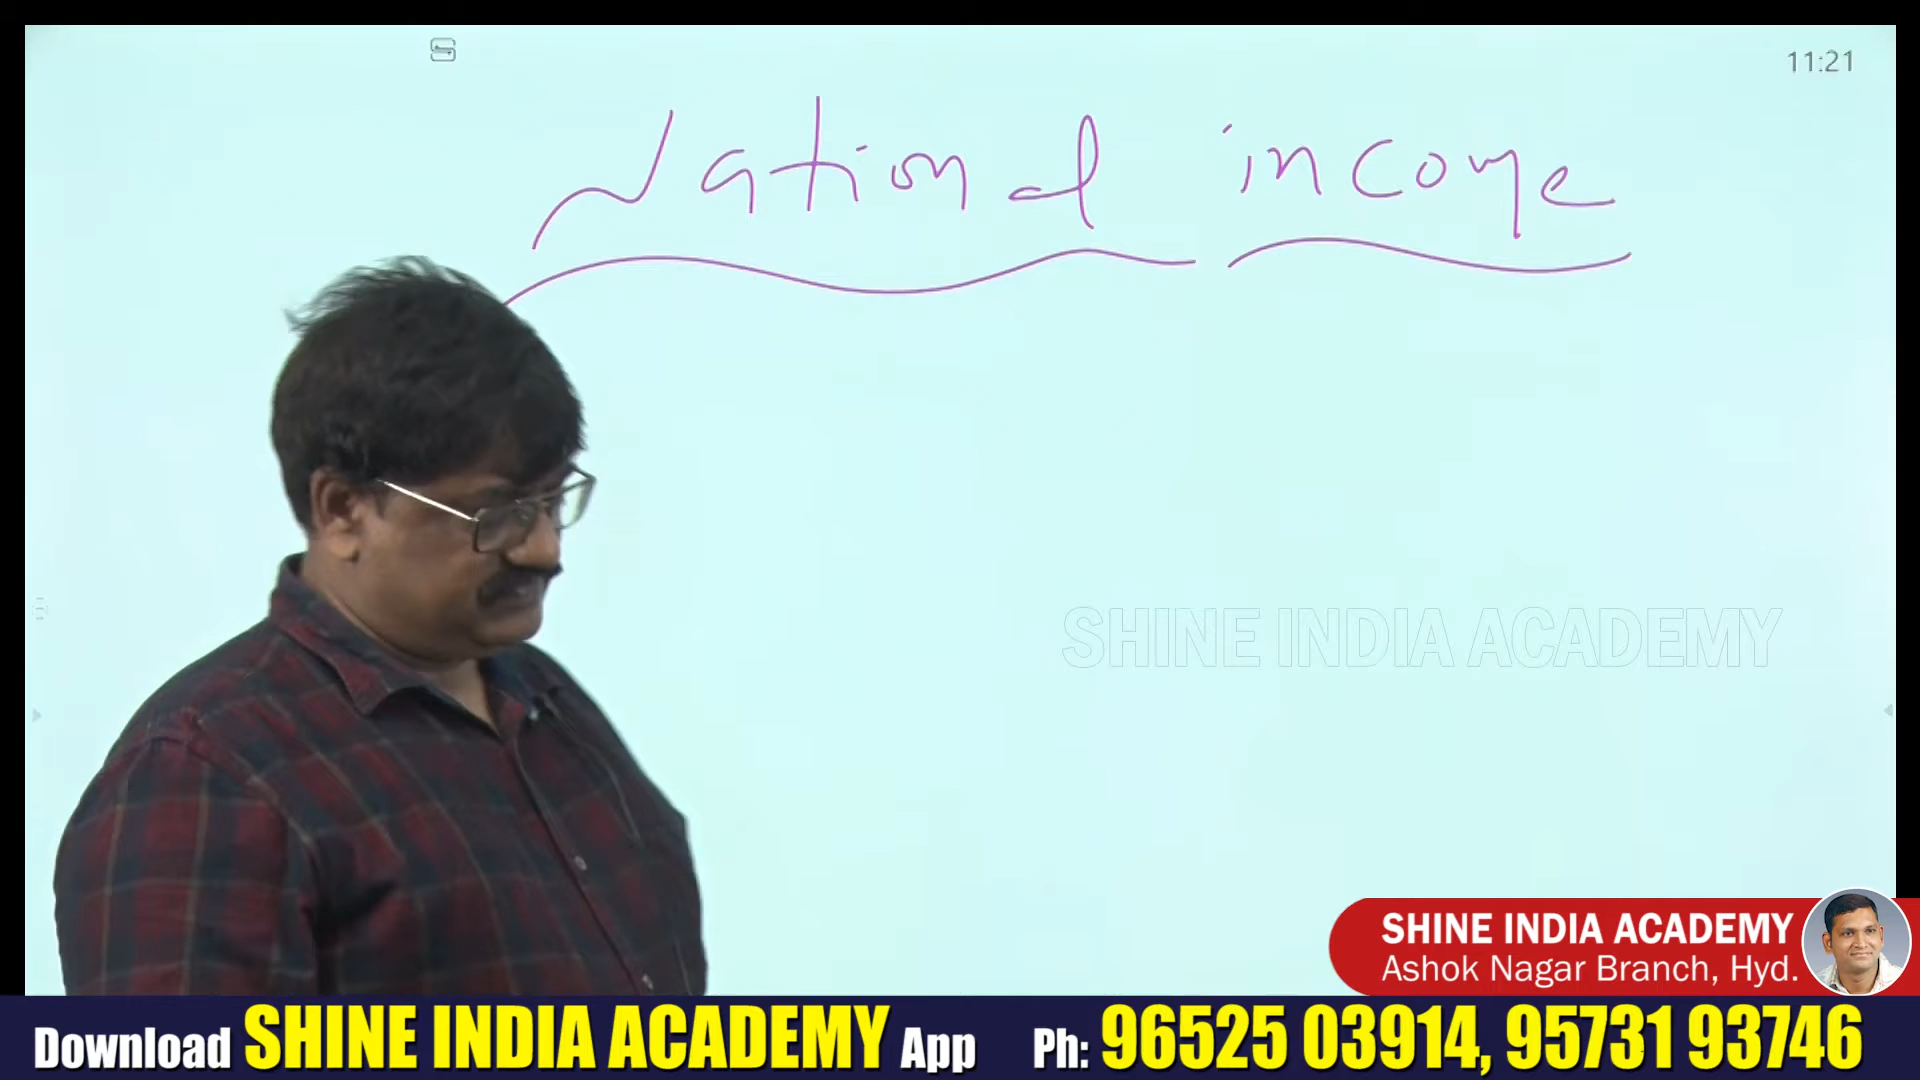 11:21
National income
SHINE INDIA ACADEMY
SHINE INDIA ACADEMY
Ashok Nagar Branch, Hyd.
Download SHINE INDIA ACADEMY App Ph: 96525 03914, 95731 93746